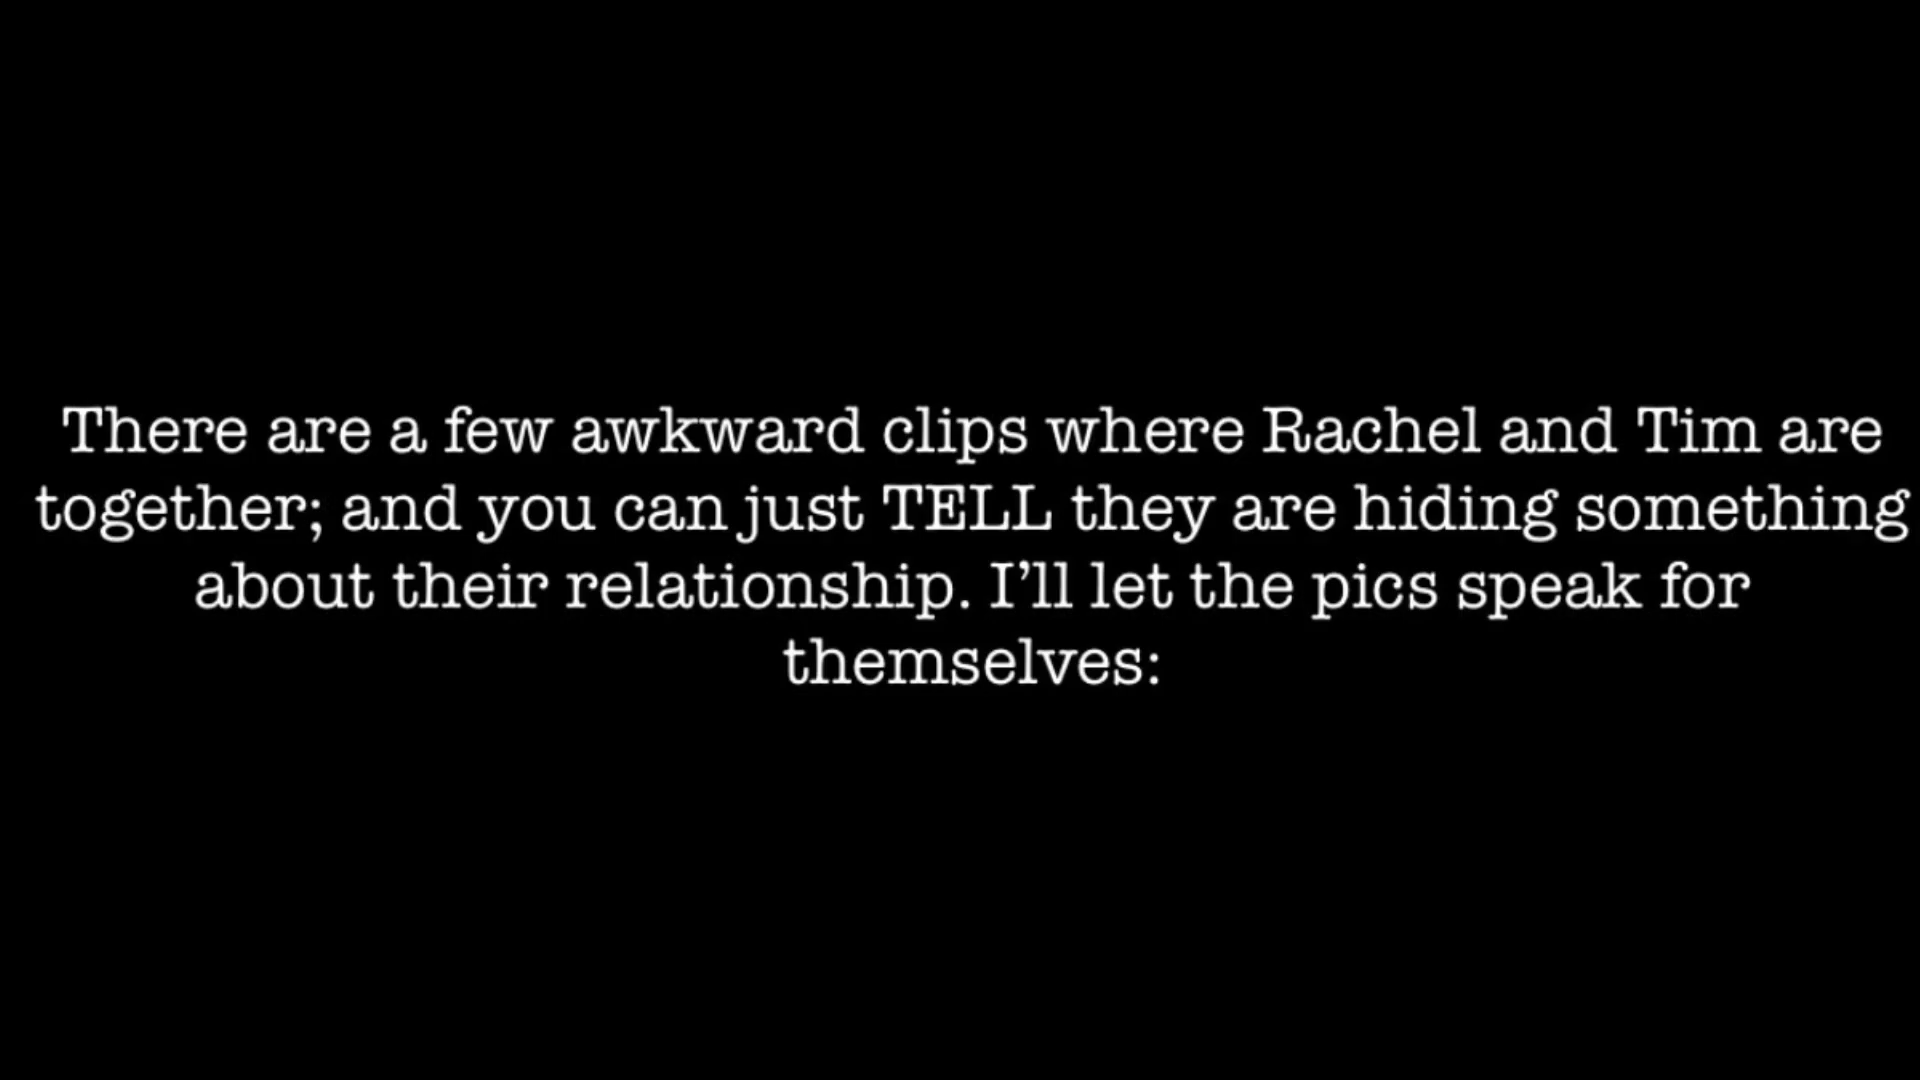 There are a few awkward clips where Rachel and Tim are
together; and you can just TELL they are hiding something
about their relationship. I’ll let the pics speak for
themselves: